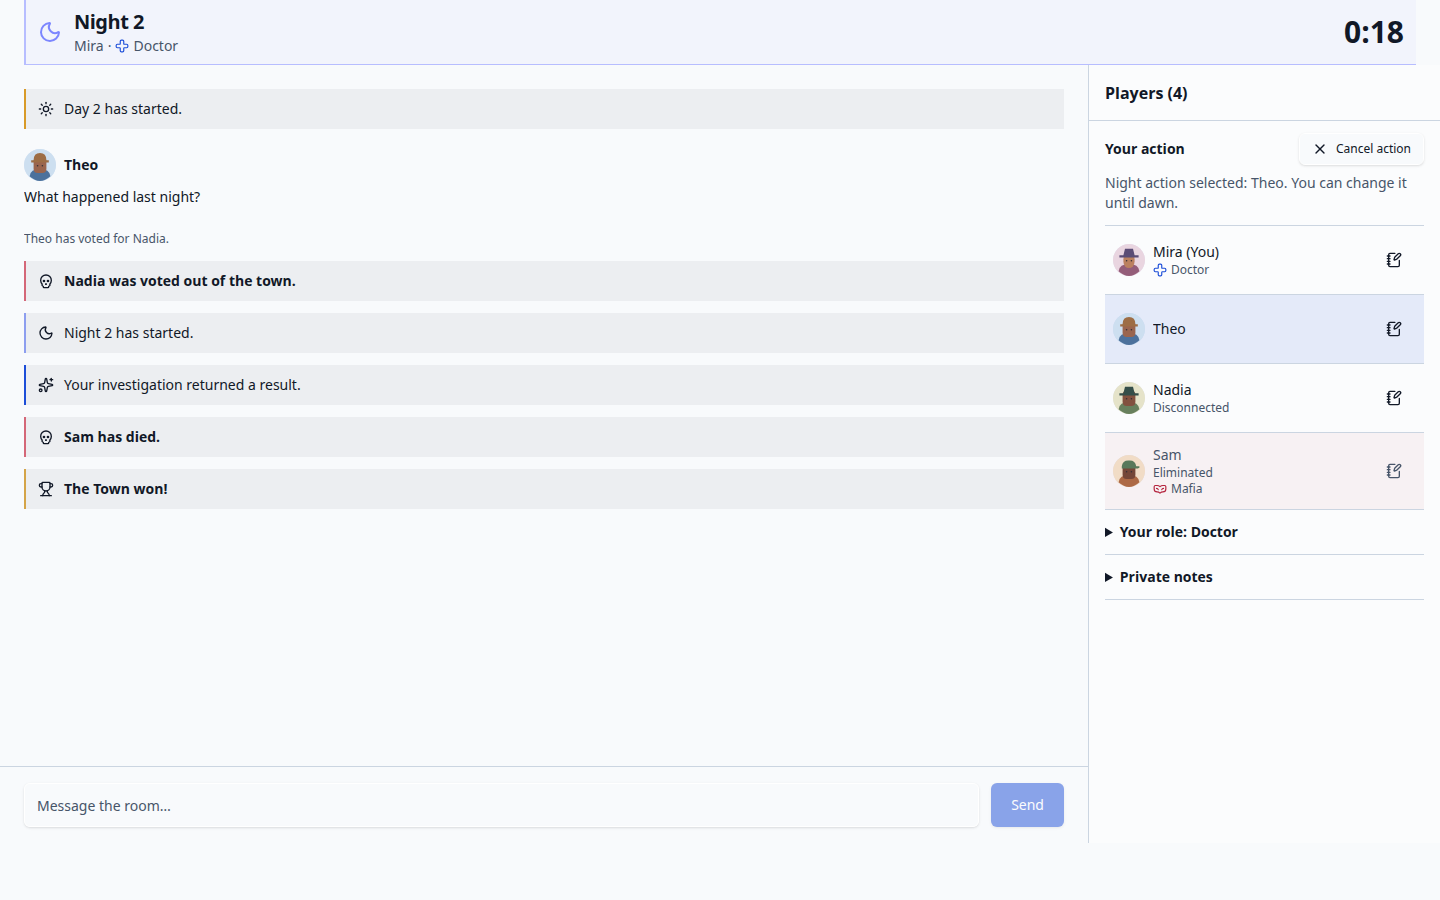 Night 2
Mira · Doctor
0:18
Day 2 has started.
Theo
What happened last night?
Theo has voted for Nadia.
Nadia was voted out of the town.
Night 2 has started.
Your investigation returned a result.
Sam has died.
The Town won!
Message the room...
Send
Players (4)
Your action
Cancel action
Night action selected: Theo. You can change it
until dawn.
Mira (You)
Doctor
Theo
Nadia
Disconnected
Sam
Eliminated
Mafia
Your role: Doctor
Private notes